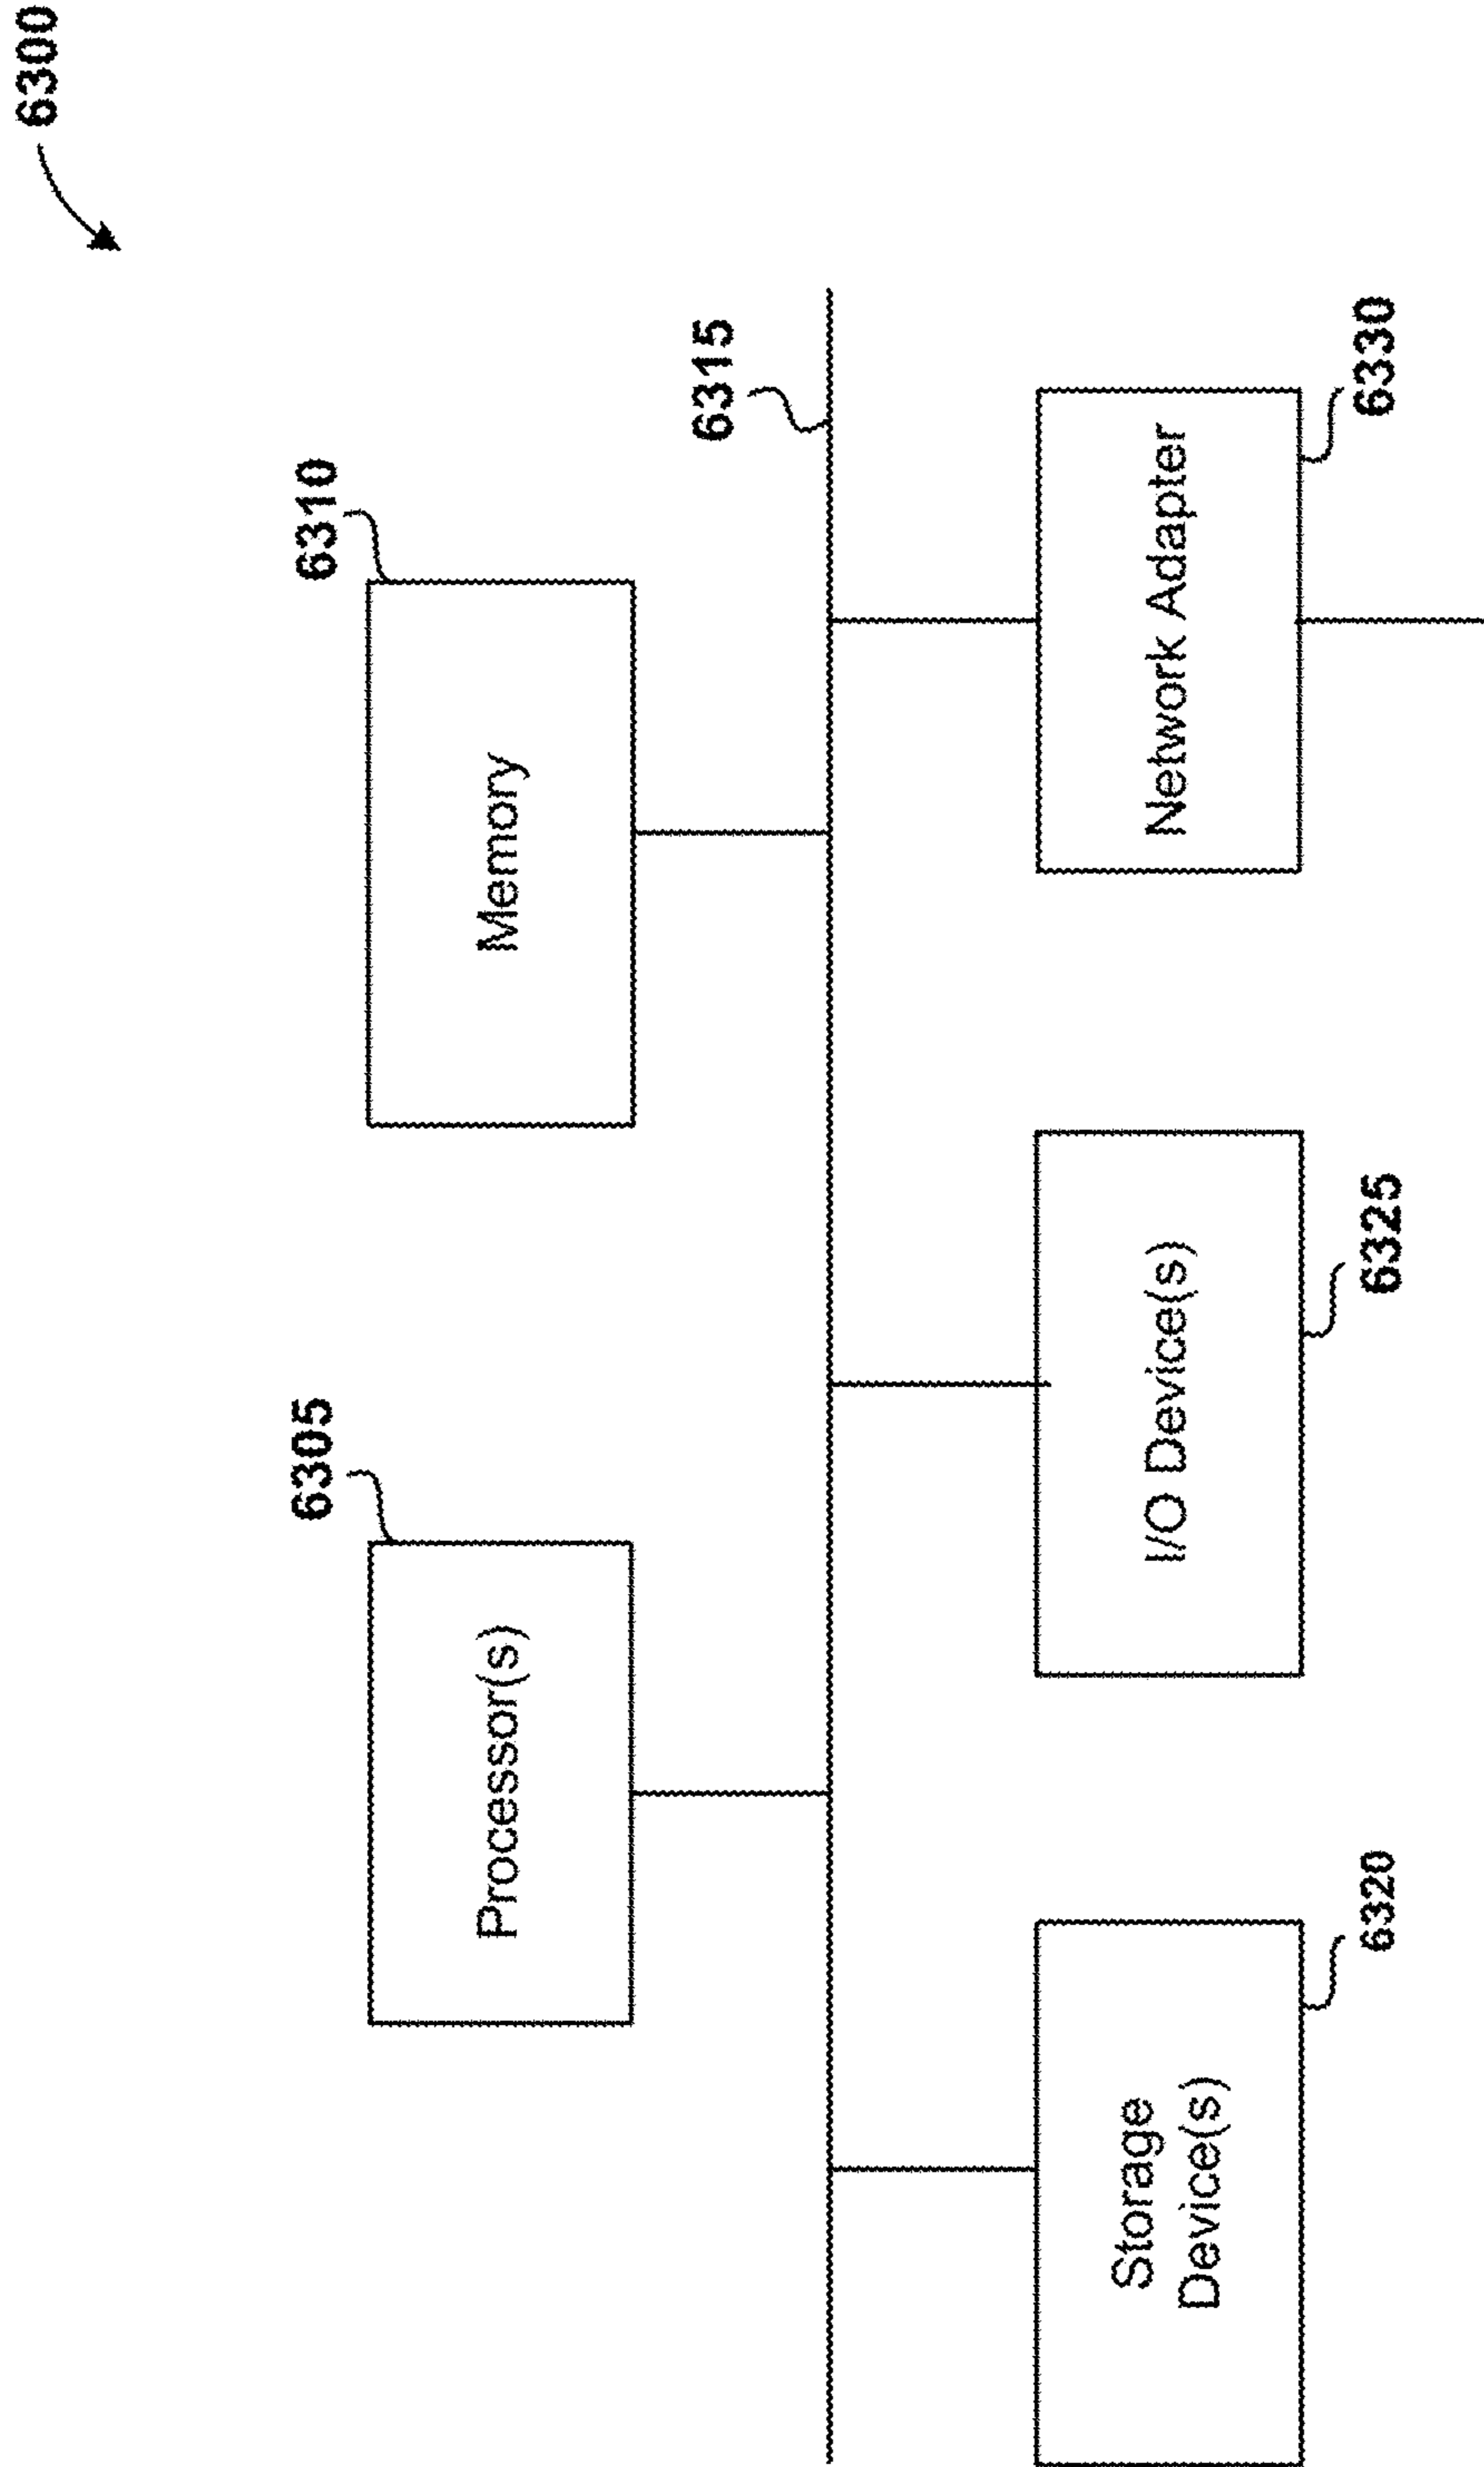 6300
6305
Processor(s)
6310
Memory
6315
Storage
Device(s)
6320
I/O Device(s)
6325
Network Adapter
6330